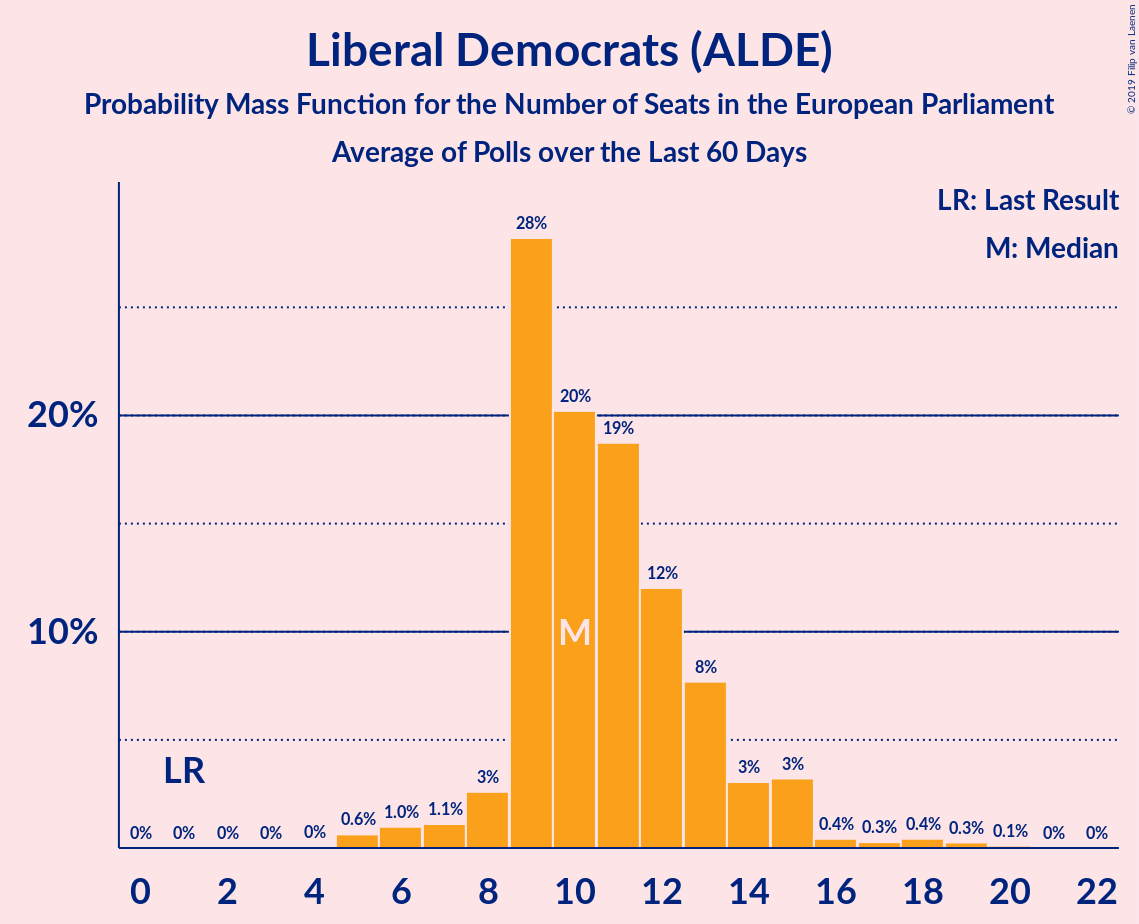 Liberal Democrats (ALDE)
Probability Mass Function for the Number of Seats in the European Parliament
Average of Polls over the Last 60 Days
© 2019 Filip van Laenen
LR: Last Result
M: Median
28%
20%
20%
19%
12%
10%
M
8%
LR
3%
3%
3%
0%
0%
0%
0%
0%
0.6%
1.0%
1.1%
0.4%
0.3%
0.4%
0.3%
0.1%
0%
0%
0 2 4 6 8 10 12 14 16 18 20 22